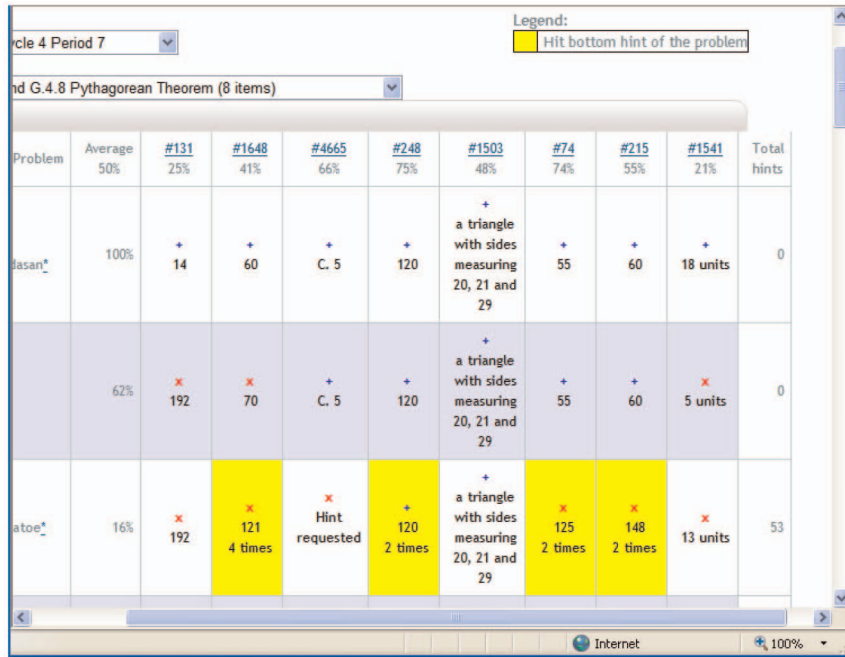 Legend:
Hit bottom hint of the problem
ycle 4 Period 7
nd G.4.8 Pythagorean Theorem (8 items)
Problem Average #131 #1648 #4665 #248 #1503 #74 #215 #1541 Total
50% 25% 41% 66% 75% 48% 74% 55% 21% hints
+
a triangle
+ + + + with sides + + +
dasan* 100% 14 60 C. 5 120 measuring 55 60 18 units 0
20, 21 and
29
+
a triangle
x x + + with sides + + x
62% 192 70 C. 5 120 measuring 55 60 5 units 0
20, 21 and
29
+
a triangle
x x x + with sides x x x
atoe* 16% 192 121 Hint 120 measuring 125 148 13 units 53
4 times requested 2 times 20, 21 and 2 times 2 times
29
Internet 100%